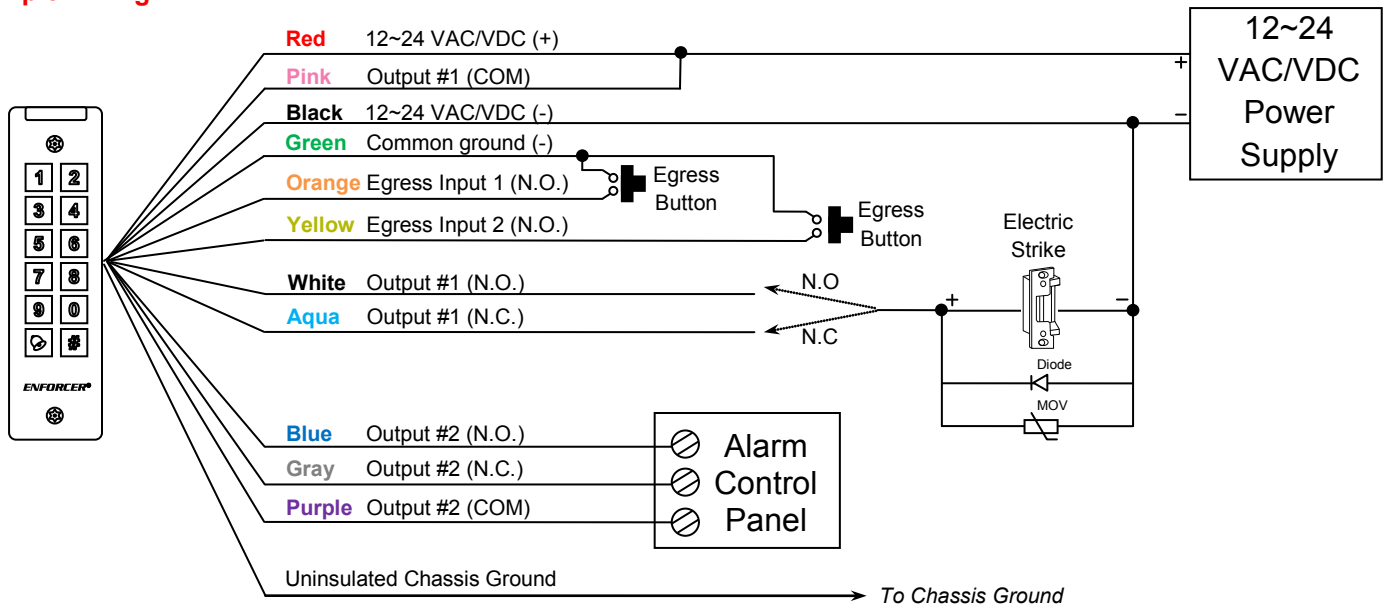 Red 12~24 VAC/VDC (+)
Pink Output #1 (COM)
Black 12~24 VAC/VDC (-)
Green Common ground (-)
Orange Egress Input 1 (N.O.)
Yellow Egress Input 2 (N.O.)
White Output #1 (N.O.)
Aqua Output #1 (N.C.)
Blue Output #2 (N.O.)
Gray Output #2 (N.C.)
Purple Output #2 (COM)
Uninsulated Chassis Ground
To Chassis Ground
1 2
3 4
5 6
7 8
9 0
#
ENFORCER®
Egress
Button
Egress
Button
N.O
N.C
Electric
Strike
+ −
Diode
MOV
Alarm
Control
Panel
+
−
12~24
VAC/VDC
Power
Supply